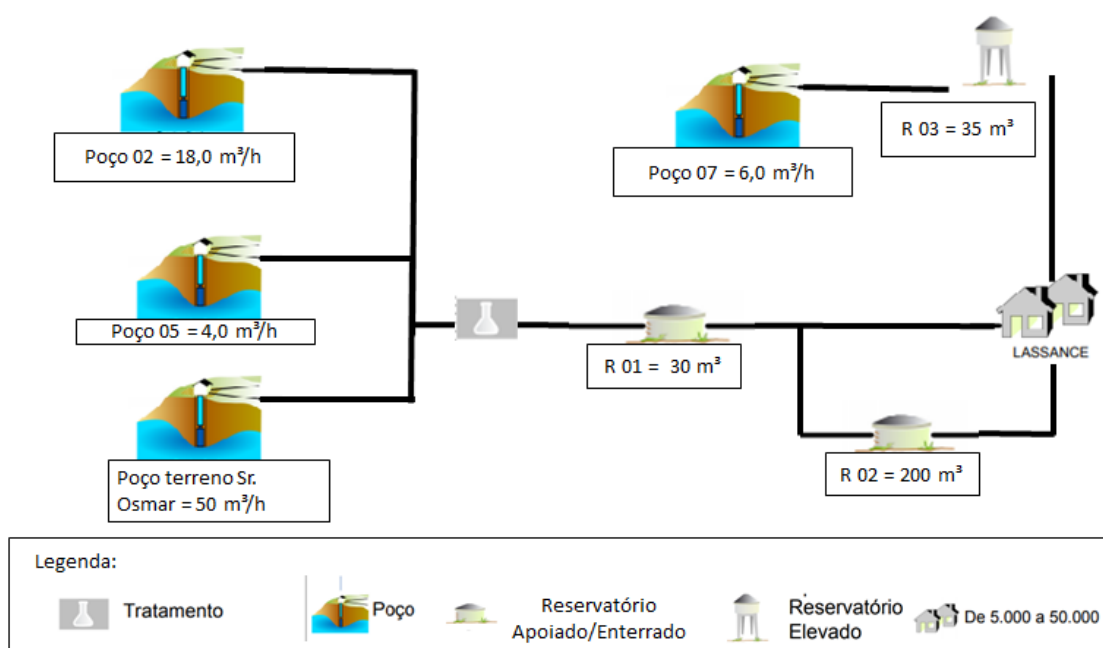 Poço 02 = 18,0 m³/h
Poço 07 = 6,0 m³/h
R 03 = 35 m³
Poço 05 = 4,0 m³/h
R 01 = 30 m³
LASSANCE
Poço terreno Sr.
Osmar = 50 m³/h
R 02 = 200 m³
Legenda:
Tratamento
Poço
Reservatório
Apoiado/Enterrado
Reservatório
Elevado
De 5.000 a 50.000